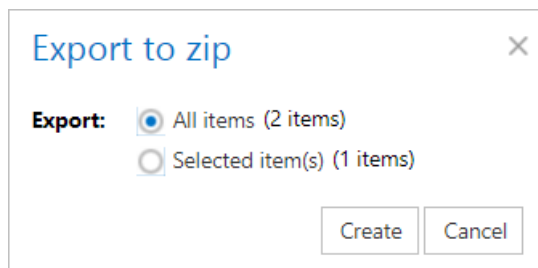 Export to zip
Export: All items (2 items)
Selected item(s) (1 items)
Create Cancel